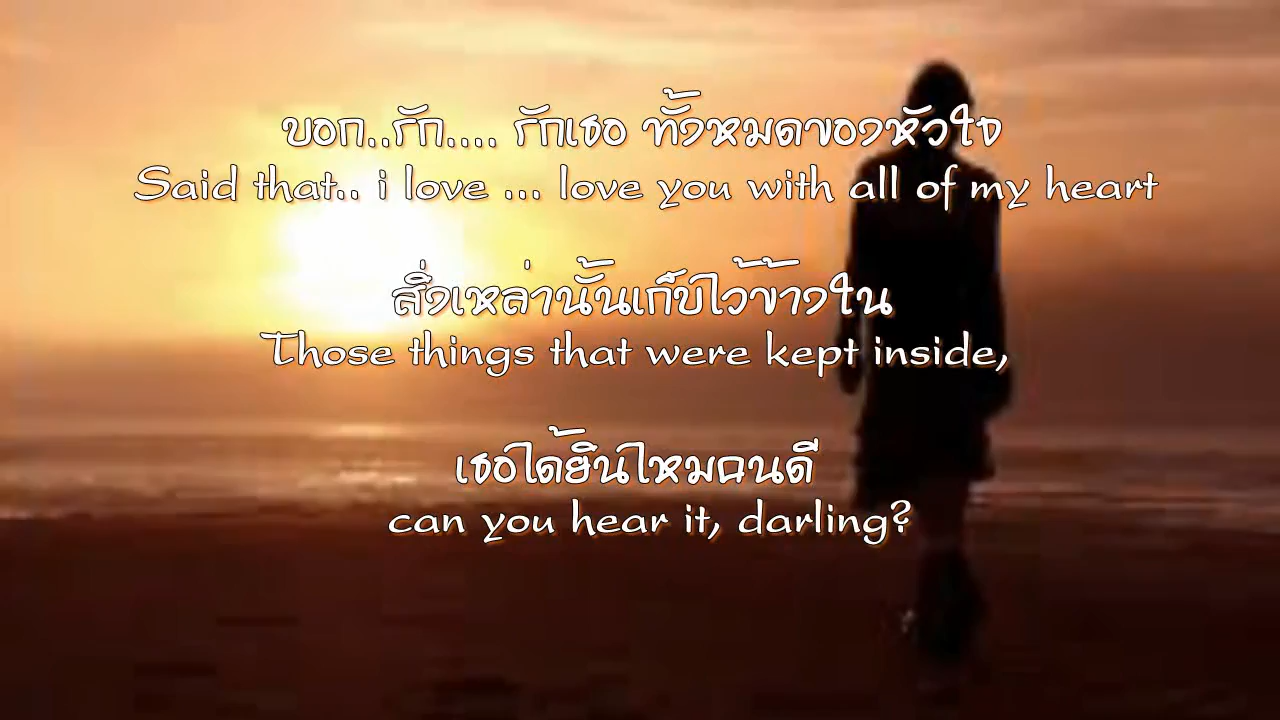 บอก..รัก.... รักเธอ ทั้งหมดของหัวใจ
Said that.. i love ... love you with all of my heart
สิ่งเหล่านั้นเก็บไว้ข้างใน
Those things that were kept inside,
เธอได้ยินไหมคนดี
can you hear it, darling?